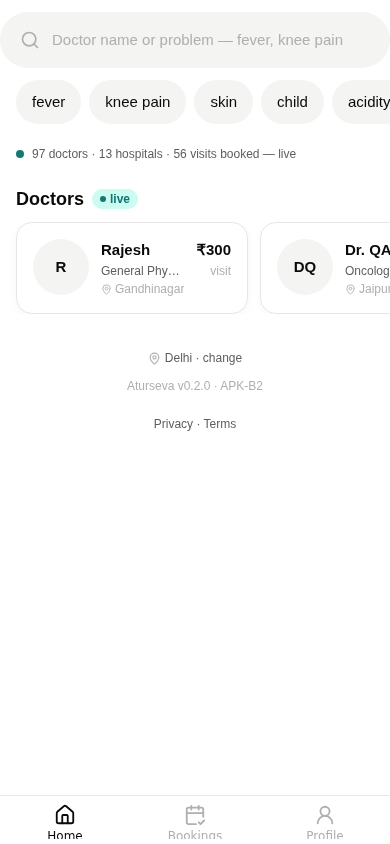 Doctor name or problem — fever, knee pain
fever knee pain skin child acidity
97 doctors · 13 hospitals · 56 visits booked — live
Doctors live
R Rajesh ₹300 DQ Dr. QA
General Phy… visit Oncolog
Gandhinagar Jaipur
Delhi · change
Aturseva v0.2.0 · APK-B2
Privacy · Terms
Home Bookings Profile